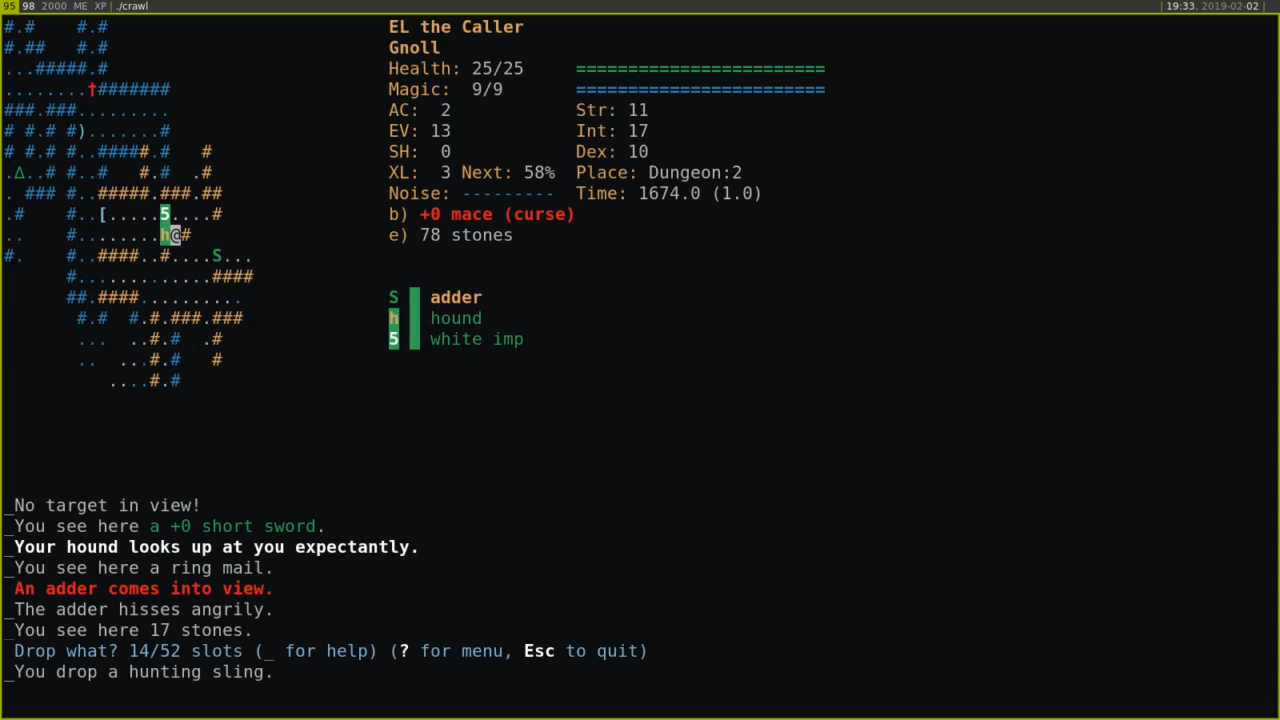 95 98 2000 ME XP | ./crawl | 19:33. 2019-02-02 |
#.#    #.#
#.##   #.#
...#####.#
........†#######
###.###.........
# #.# #).......#
# #.# #..#####.#   #
.Δ..# #..#   #.#  .#
. ### #..#####.###.##
.#    #..[.....5....#
..    #........h@#
#.    #..####..#....S...
      #.............####
      ##.####..........
       #.#  #.#.###.###
       ...  ..#.#  .#
       ..  ...#.#   #
          ....#.#
EL the Caller
Gnoll
Health: 25/25 ========================
Magic: 9/9 ========================
AC: 2 Str: 11
EV: 13 Int: 17
SH: 0 Dex: 10
XL: 3 Next: 58% Place: Dungeon:2
Noise: --------- Time: 1674.0 (1.0)
b) +0 mace (curse)
e) 78 stones
S adder
h hound
5 white imp
_No target in view!
_You see here a +0 short sword.
_Your hound looks up at you expectantly.
_You see here a ring mail.
An adder comes into view.
_The adder hisses angrily.
_You see here 17 stones.
Drop what? 14/52 slots (_ for help) (? for menu, Esc to quit)
_You drop a hunting sling.